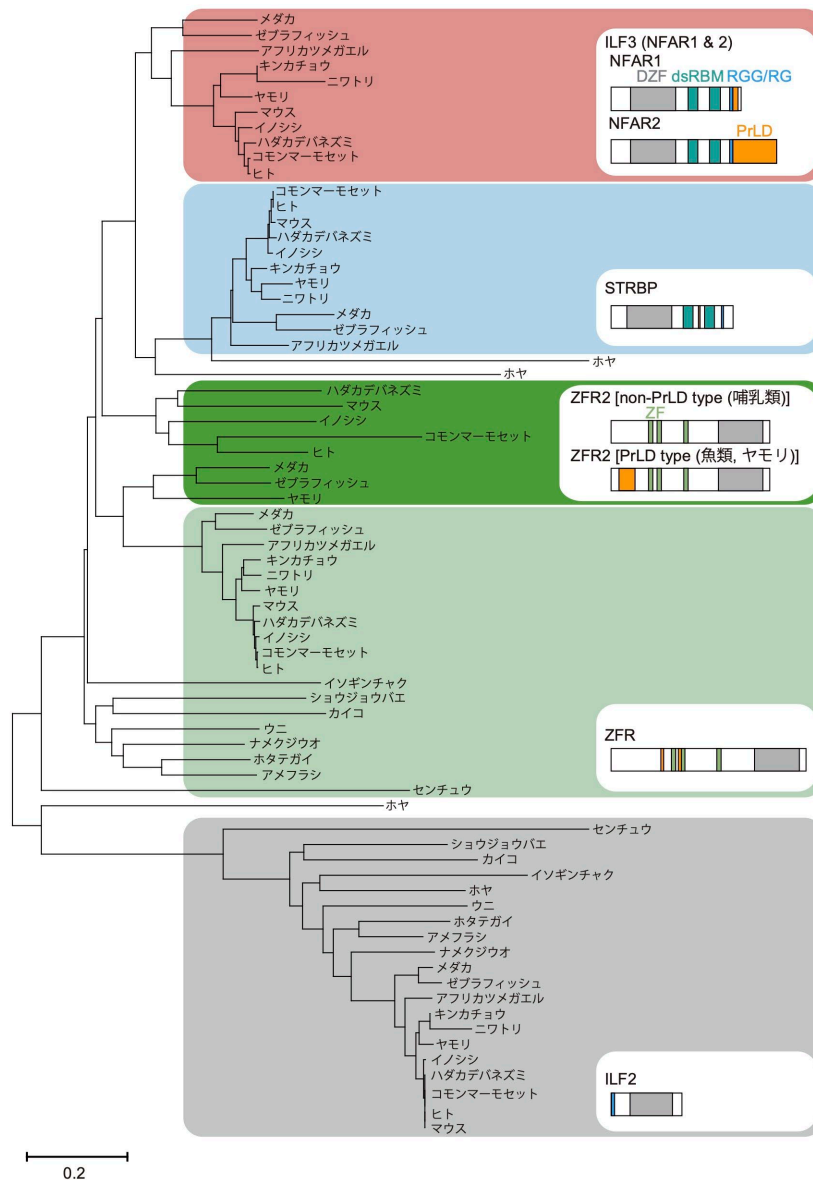 メダカ
ゼブラフィッシュ
アフリカツメガエル
キンカチョウ
ニワトリ
ヤモリ
マウス
イノシシ
ハダカデバネズミ
コモンマーモセット
ヒト
ILF3 (NFAR1 & 2)
NFAR1
DZF dsRBM RGG/RG
NFAR2
PrLD
コモンマーモセット
ヒト
マウス
ハダカデバネズミ
イノシシ
キンカチョウ
ヤモリ
ニワトリ
メダカ
ゼブラフィッシュ
アフリカツメガエル
STRBP
ホヤ
ホヤ
ハダカデバネズミ
マウス
イノシシ
コモンマーモセット
ヒト
メダカ
ゼブラフィッシュ
ヤモリ
ZFR2 [non-PrLD type (哺乳類)]
ZF
ZFR2 [PrLD type (魚類, ヤモリ)]
メダカ
ゼブラフィッシュ
アフリカツメガエル
キンカチョウ
ニワトリ
ヤモリ
マウス
ハダカデバネズミ
イノシシ
コモンマーモセット
ヒト
イソギンチャク
ショウジョウバエ
カイコ
ウニ
ナメクジウオ
ホタテガイ
アメフラシ
センチュウ
ZFR
ホヤ
センチュウ
ショウジョウバエ
カイコ
イソギンチャク
ホヤ
ウニ
ホタテガイ
アメフラシ
ナメクジウオ
メダカ
ゼブラフィッシュ
アフリカツメガエル
キンカチョウ
ニワトリ
ヤモリ
イノシシ
ハダカデバネズミ
コモンマーモセット
ヒト
マウス
ILF2
0.2